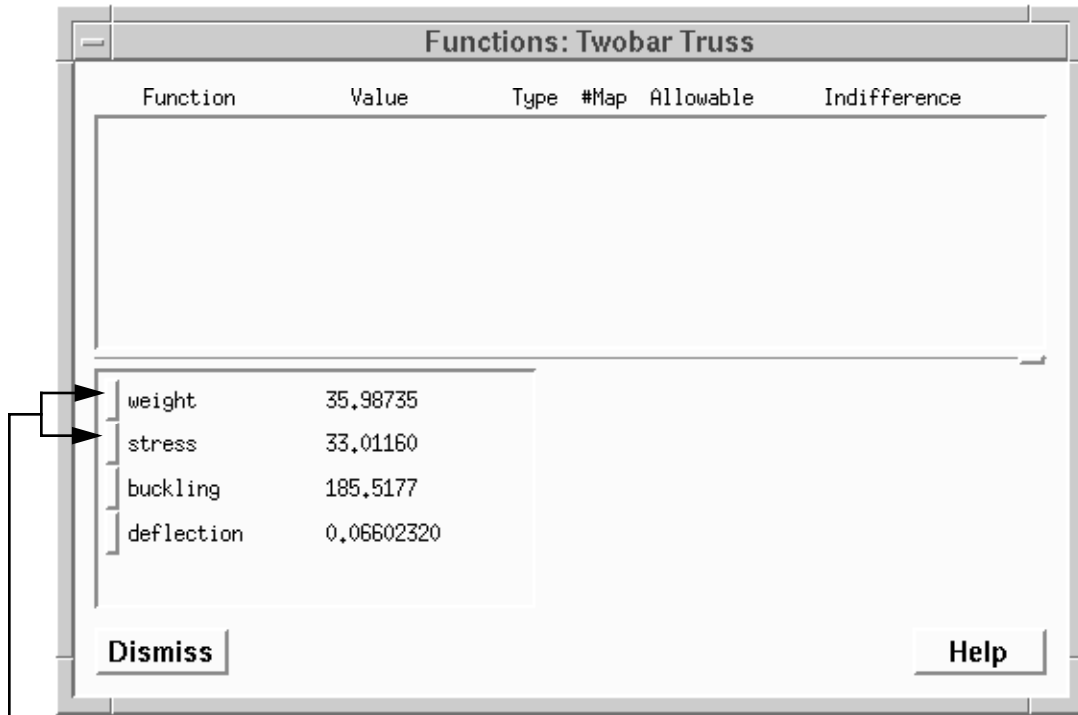 Functions: Twobar Truss
Function Value Type #Map Allowable Indifference
weight 35.98735
stress 33.01160
buckling 185.5177
deflection 0.06602320
Dismiss Help